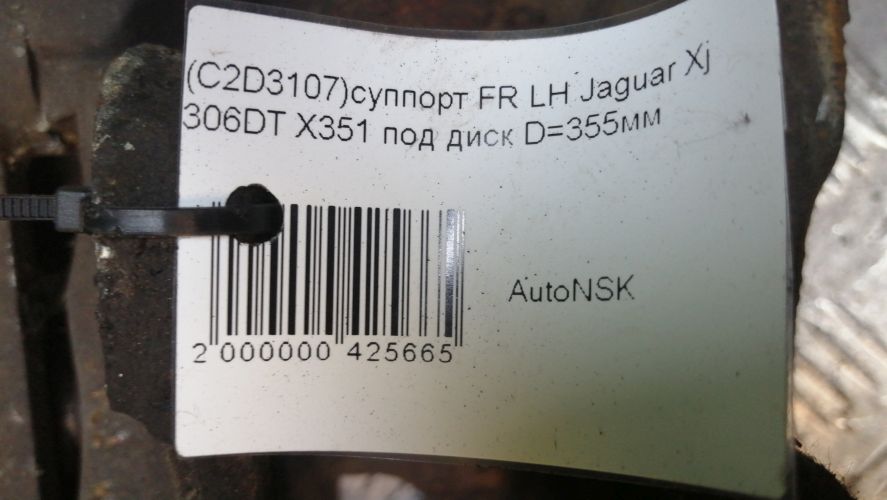 (C2D3107)суппорт FR LH Jaguar Xj
306DT X351 под диск D=355мм
AutoNSK
2 000000 425665